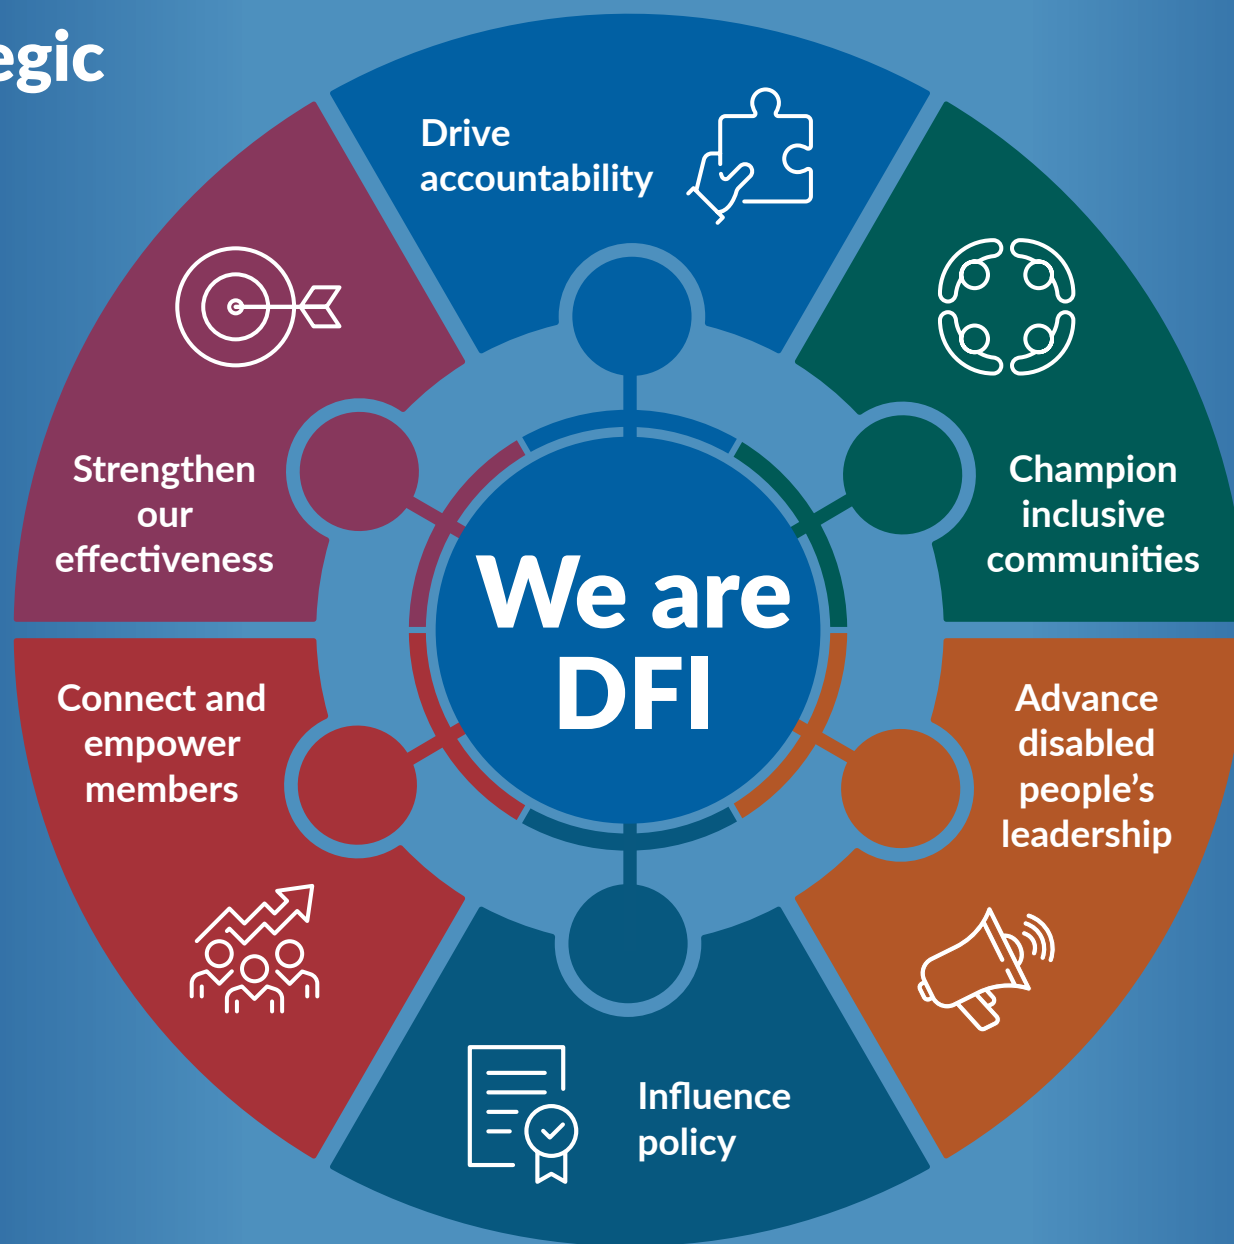 egic
Drive
accountability
Champion
inclusive
communities
Advance
disabled
people’s
leadership
Influence
policy
Connect and
empower
members
Strengthen
our
effectiveness
We are
DFI